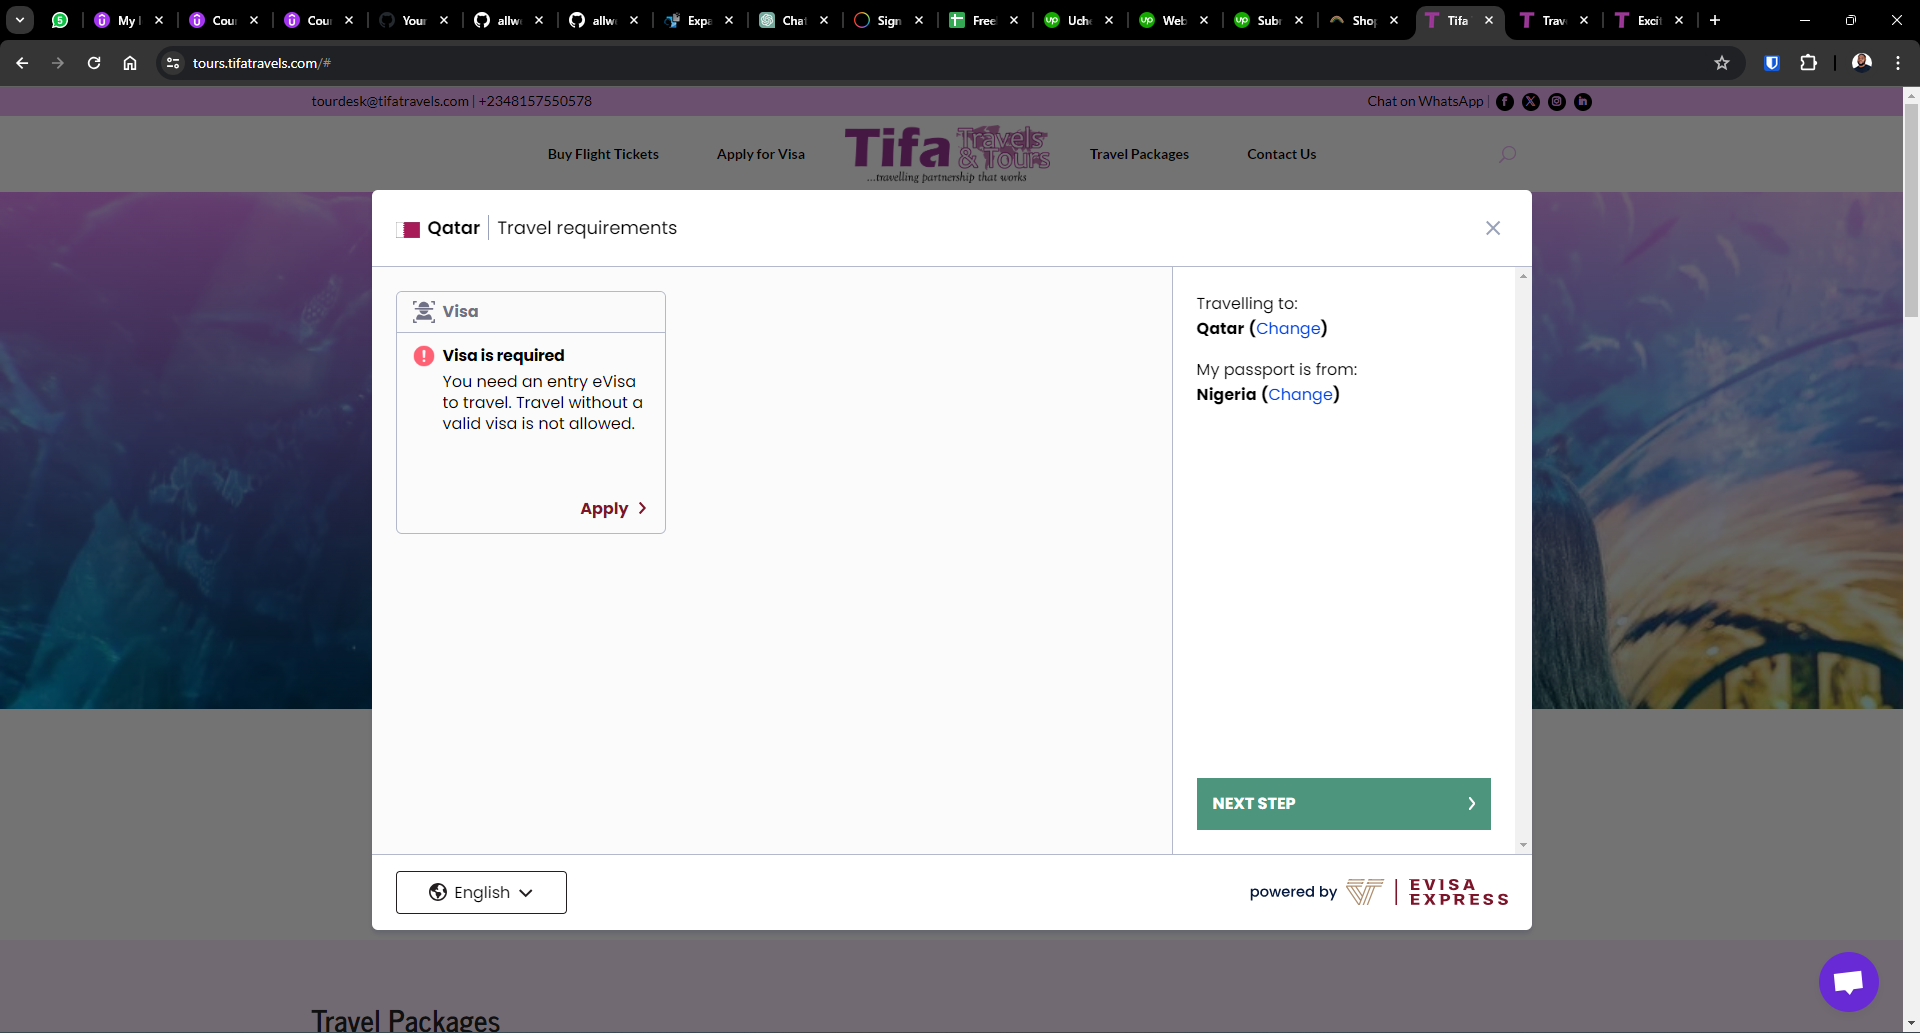 My
Cou
Cou
Your
allw
allw
Expa
Chat
Sign
Free
Uch
Web
Sub
Shop
Tifa
Trav
Exci
tours.tifatravels.com/#
tourdesk@tifatravels.com | +2348157550578
Chat on WhatsApp |
Buy Flight Tickets
Apply for Visa
Tifa Travels & Tours
...travelling partnership that works
Travel Packages
Contact Us
Qatar | Travel requirements
Visa
Visa is required
You need an entry eVisa
to travel. Travel without a
valid visa is not allowed.
Apply
Travelling to:
Qatar (Change)
My passport is from:
Nigeria (Change)
NEXT STEP
English
powered by
EVISA
EXPRESS
Travel Packages